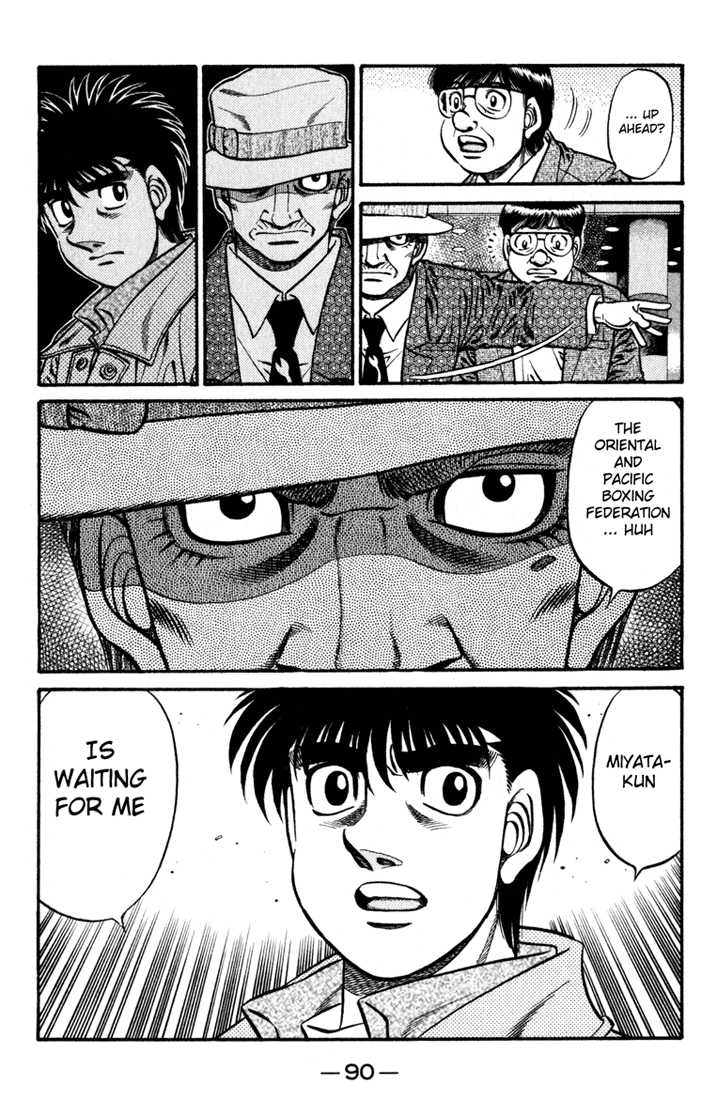 ... UP
AHEAD?
THE
ORIENTAL
AND
PACIFIC
BOXING
FEDERATION
... HUH
MIYATA-
KUN
IS
WAITING
FOR ME
—90—